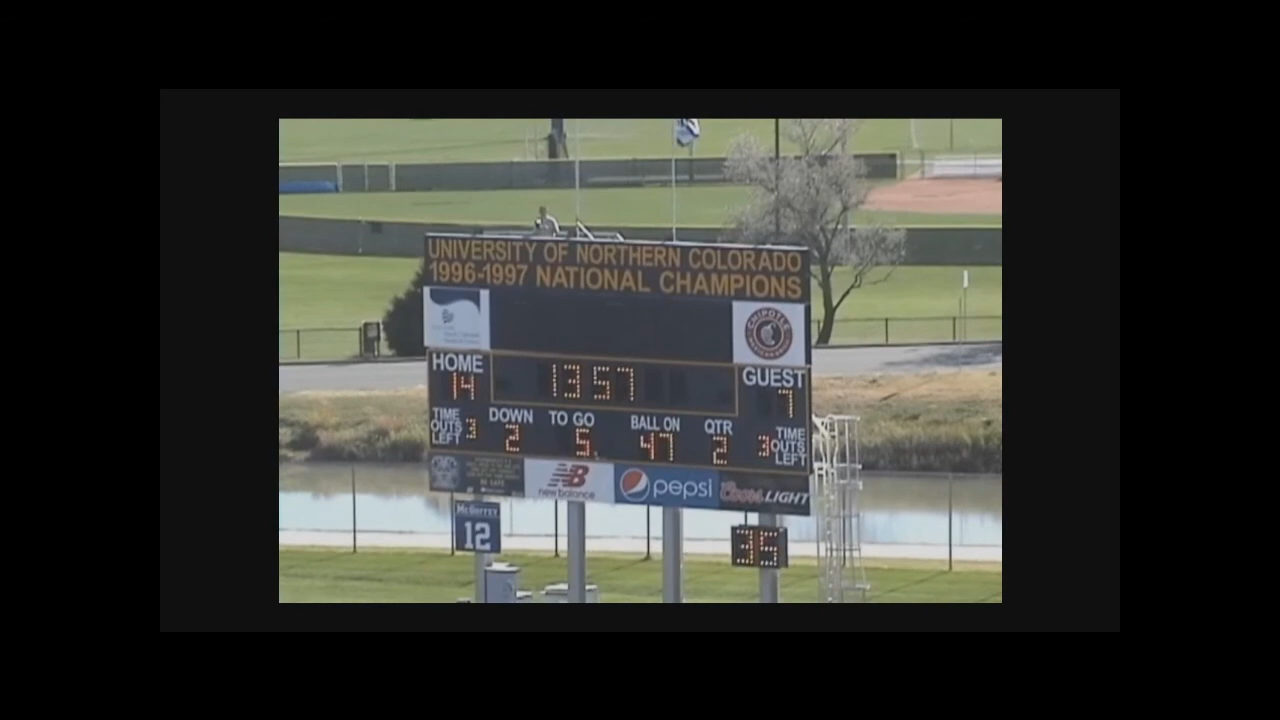 UNIVERSITY OF NORTHERN COLORADO
1996-1997 NATIONAL CHAMPIONS
CHIPOTLE
HOME 14
13:57
GUEST 7
TIME OUTS LEFT 3
DOWN 2
TO GO 5
BALL ON 47
QTR 2
3 TIME OUTS LEFT
new balance
pepsi
Coors LIGHT
McGuffey
12
35